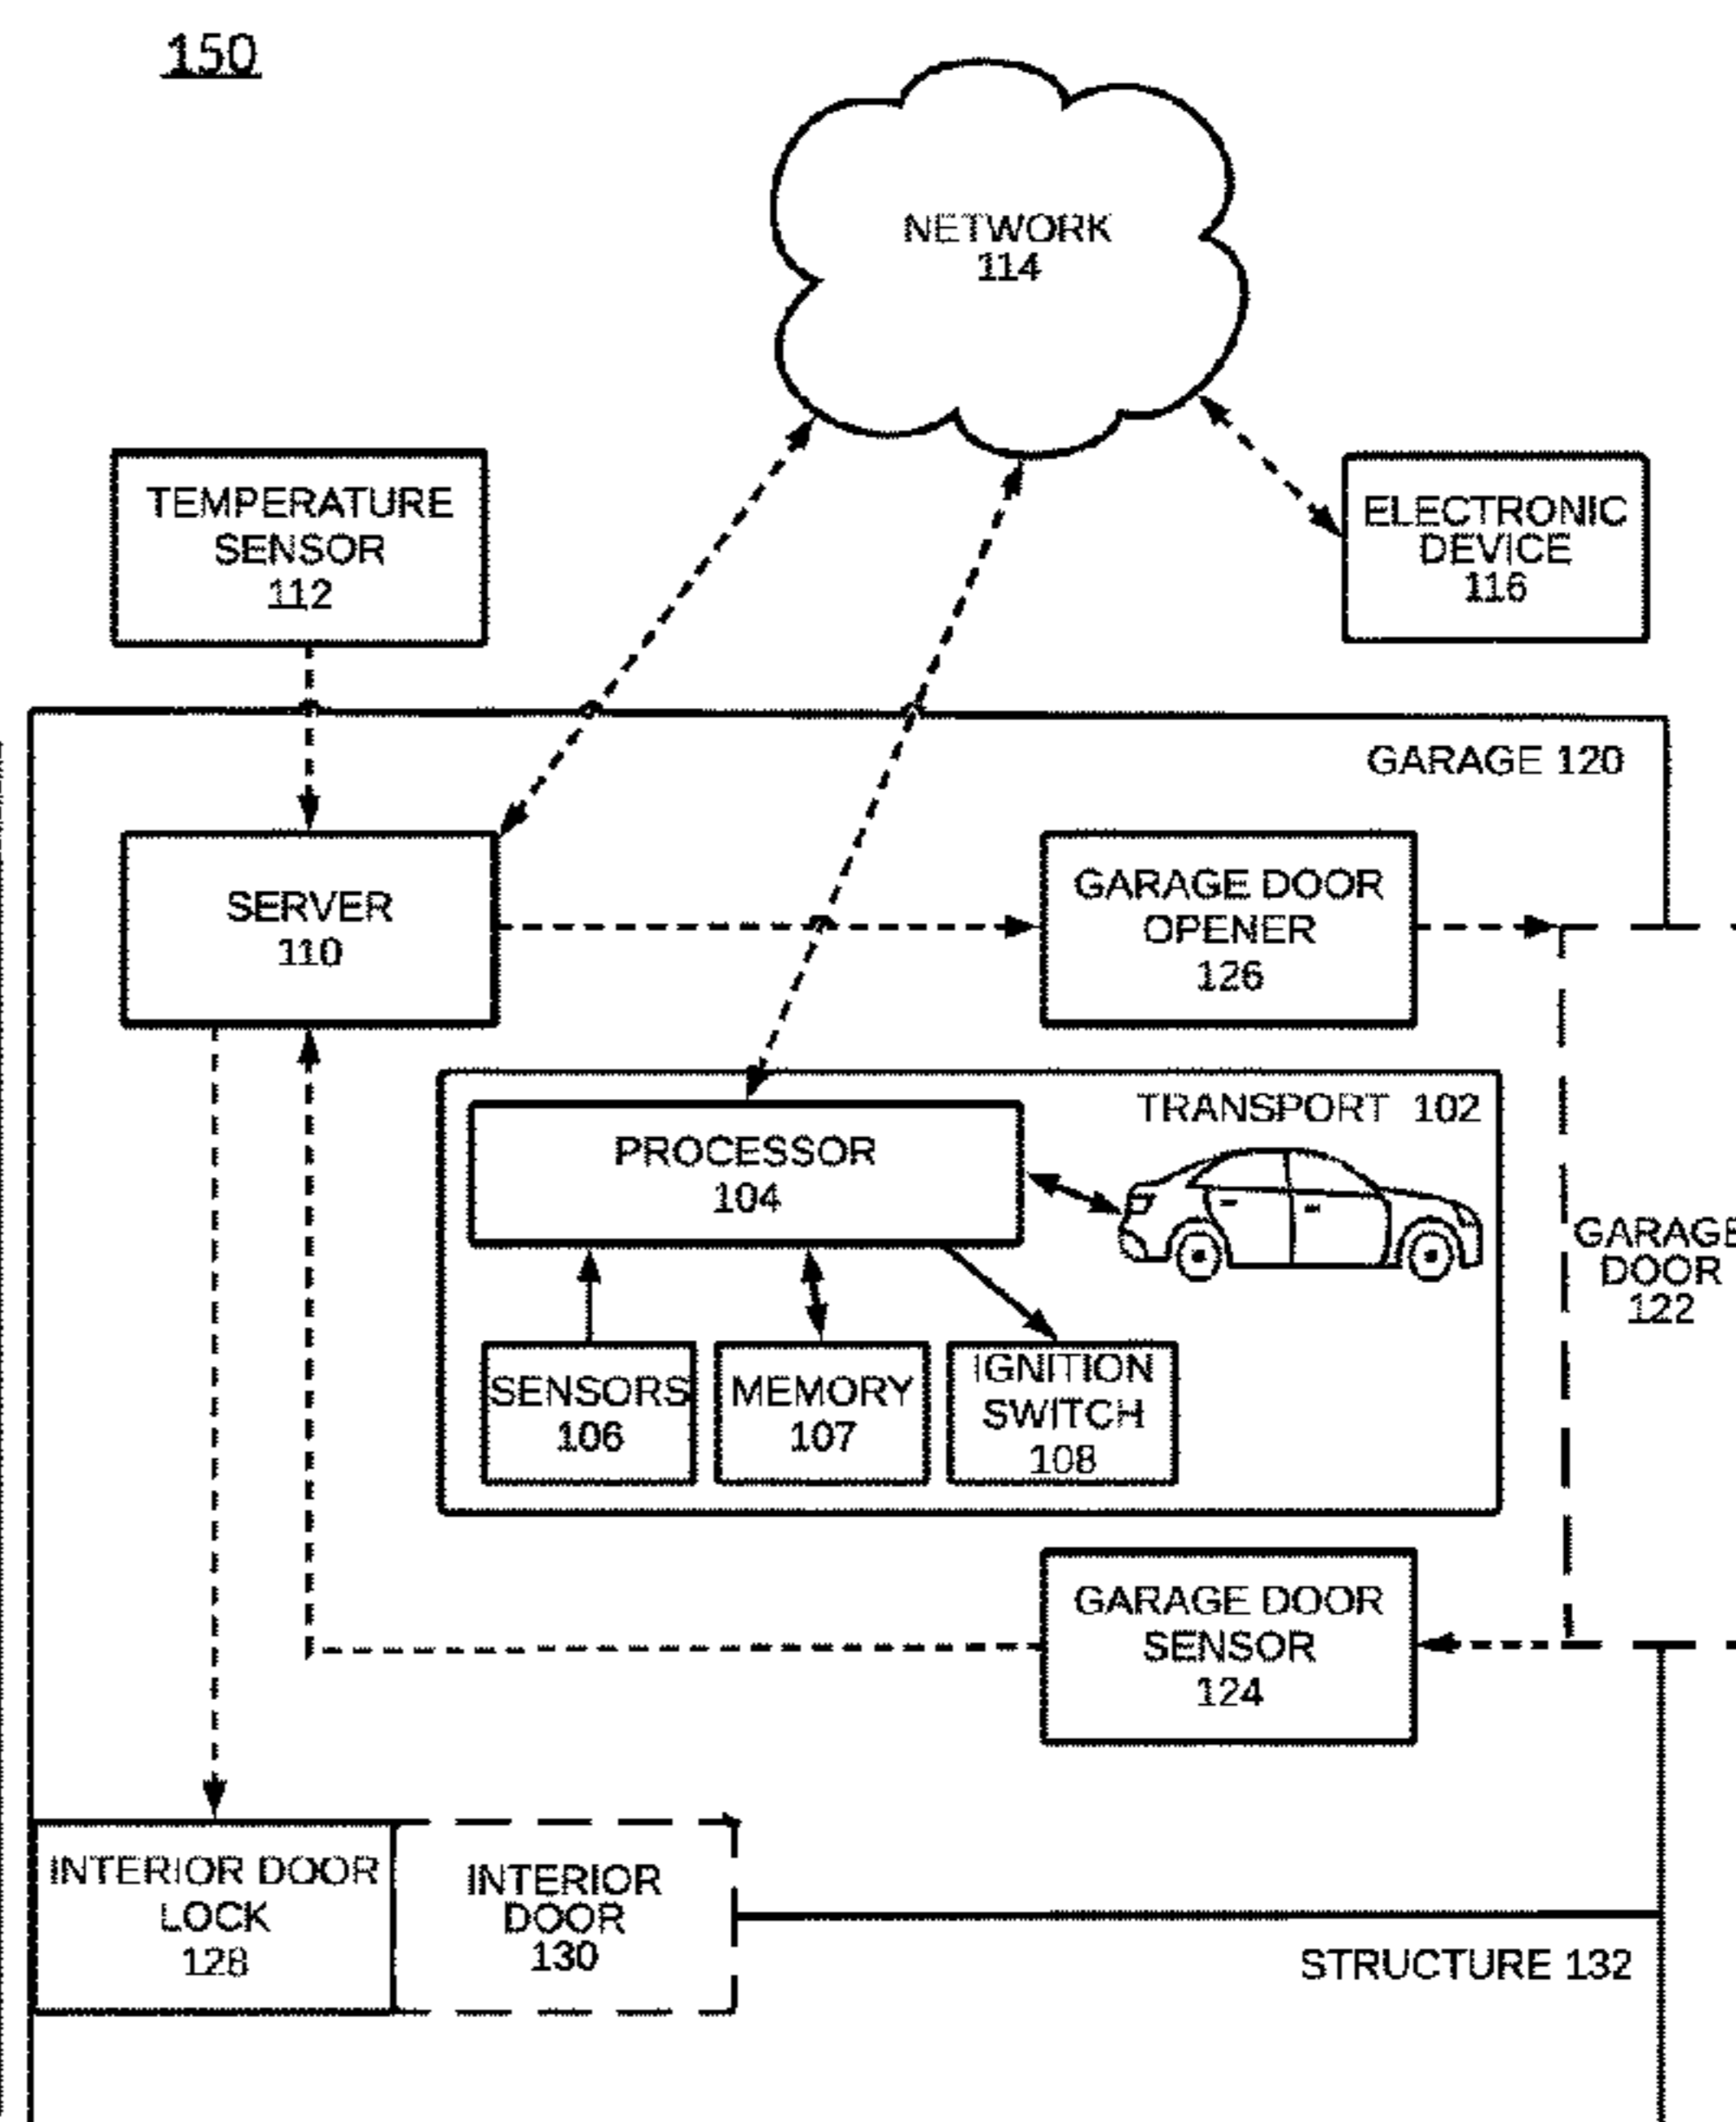 150
NETWORK
114
TEMPERATURE
SENSOR
112
ELECTRONIC
DEVICE
116
GARAGE 120
SERVER
110
GARAGE DOOR
OPENER
126
TRANSPORT 102
PROCESSOR
104
GARAGE
DOOR
122
SENSORS
106
MEMORY
107
IGNITION
SWITCH
108
GARAGE DOOR
SENSOR
124
INTERIOR DOOR
LOCK
128
INTERIOR
DOOR
130
STRUCTURE 132